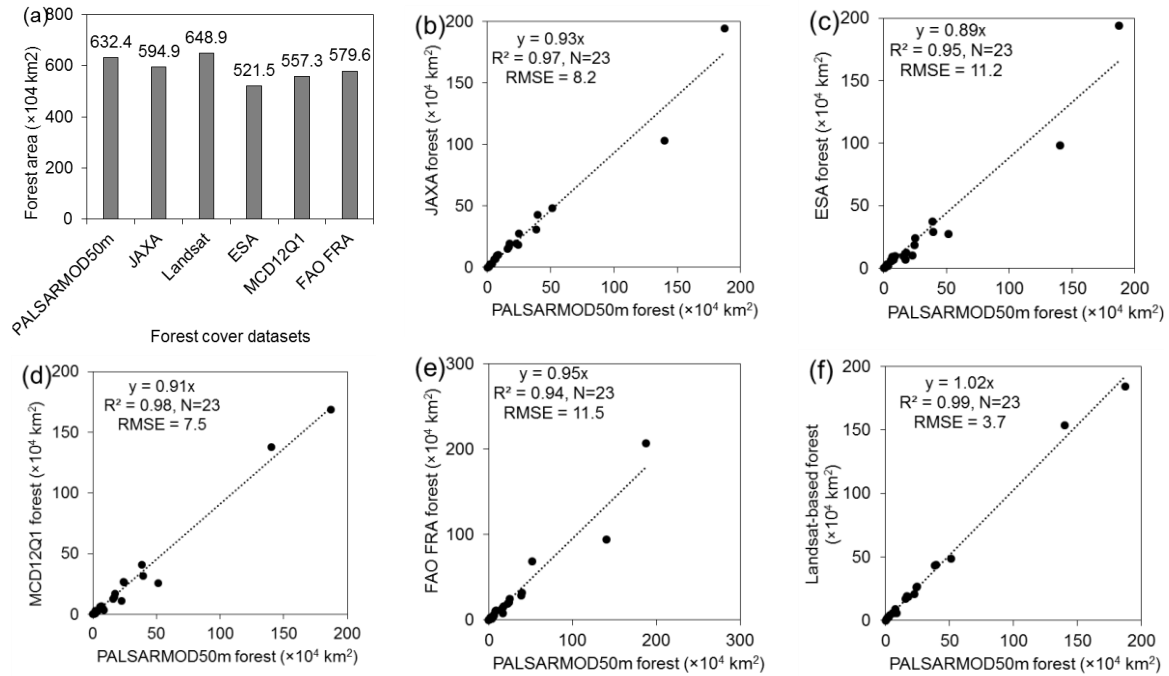 (a)
800
600
400
200
0
Forest area (×104 km2)
632.4
594.9
648.9
521.5
557.3
579.6
PALSARMOD50m
JAXA
Landsat
ESA
MCD12Q1
FAO FRA
Forest cover datasets
(b)
y = 0.93x
R² = 0.97, N=23
RMSE = 8.2
200
150
100
50
0
JAXA forest (×10⁴ km²)
0 50 100 150 200
PALSARMOD50m forest (×10⁴ km²)
(c)
y = 0.89x
R² = 0.95, N=23
RMSE = 11.2
200
150
100
50
0
ESA forest (×10⁴ km²)
0 50 100 150 200
PALSARMOD50m forest (×10⁴ km²)
(d)
y = 0.91x
R² = 0.98, N=23
RMSE = 7.5
200
150
100
50
0
MCD12Q1 forest (×10⁴ km²)
0 50 100 150 200
PALSARMOD50m forest (×10⁴ km²)
(e)
y = 0.95x
R² = 0.94, N=23
RMSE = 11.5
300
200
100
0
FAO FRA forest (×10⁴ km²)
0 100 200 300
PALSARMOD50m forest (×10⁴ km²)
(f)
y = 1.02x
R² = 0.99, N=23
RMSE = 3.7
200
150
100
50
0
Landsat-based forest
(×10⁴ km²)
0 50 100 150 200
PALSARMOD50m forest (×10⁴ km²)